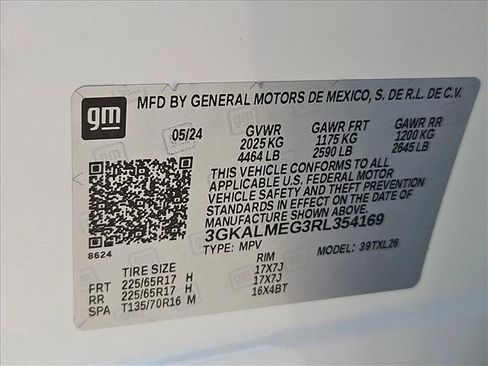 gm
MFD BY GENERAL MOTORS DE MEXICO, S. DE R.L. DE C.V.
05/24 GVWR GAWR FRT GAWR RR
2025 KG 1175 KG 1200 KG
4464 LB 2590 LB 2645 LB
THIS VEHICLE CONFORMS TO ALL
APPLICABLE U.S. FEDERAL MOTOR
VEHICLE SAFETY AND THEFT PREVENTION
STANDARDS IN EFFECT ON THE DATE OF
MANUFACTURE SHOWN ABOVE.
3GKALMEG3RL354169
8624
TYPE: MPV MODEL: 39TXL26
TIRE SIZE RIM
FRT 225/65R17 H 17X7J
RR 225/65R17 H 17X7J
SPA T135/70R16 M 16X4BT